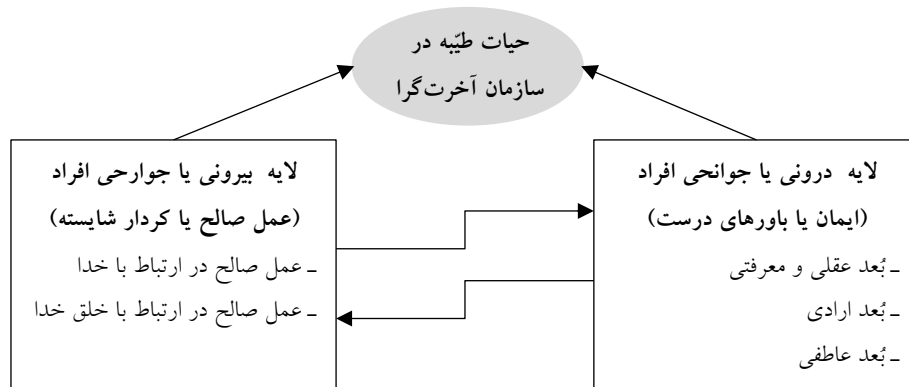 حیات طیّبه در
سازمان آخرت‌گرا
لایه درونی یا جوانحی افراد
(ایمان یا باورهای درست)
ـ بُعد عقلی و معرفتی
ـ بُعد ارادی
ـ بُعد عاطفی
لایه بیرونی یا جوارحی افراد
(عمل صالح یا کردار شایسته)
ـ عمل صالح در ارتباط با خدا
ـ عمل صالح در ارتباط با خلق خدا